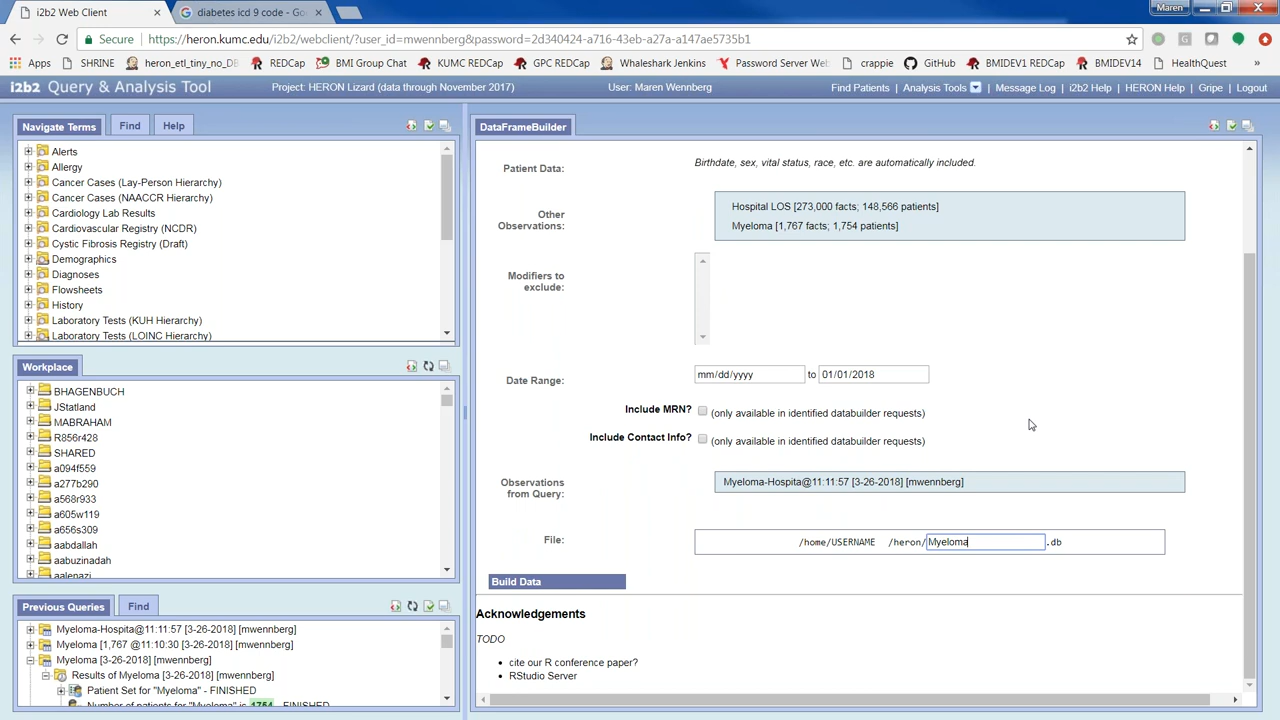 Maren
i2b2 Web Client
diabetes icd 9 code - Go
Secure https://heron.kumc.edu/i2b2/webclient/?user_id=mwennberg&password=2d340424-a716-43eb-a27a-a147ae5735b1
Apps SHRINE heron_etl_tiny_no_DB REDCap BMI Group Chat KUMC REDCap GPC REDCap Whaleshark Jenkins Password Server Web crappie GitHub BMIDEV1 REDCap BMIDEV14 HealthQuest »
i2b2 Query & Analysis Tool Project: HERON Lizard (data through November 2017) User: Maren Wennberg Find Patients Analysis Tools Message Log i2b2 Help HERON Help Gripe Logout
Navigate Terms Find Help
Alerts
Allergy
Cancer Cases (Lay-Person Hierarchy)
Cancer Cases (NAACCR Hierarchy)
Cardiology Lab Results
Cardiovascular Registry (NCDR)
Cystic Fibrosis Registry (Draft)
Demographics
Diagnoses
Flowsheets
History
Laboratory Tests (KUH Hierarchy)
Laboratory Tests (LOINC Hierarchy)
Workplace
BHAGENBUCH
JStatland
MABRAHAM
R856r428
SHARED
a094f559
a277b290
a568r933
a605w119
a656s309
aabdallah
aabuzinadah
aalenazi
Previous Queries Find
Myeloma-Hospita@11:11:57 [3-26-2018] [mwennberg]
Myeloma [1,767 @11:10:30 [3-26-2018] [mwennberg]
Myeloma [3-26-2018] [mwennberg]
Results of Myeloma [3-26-2018] [mwennberg]
Patient Set for "Myeloma" - FINISHED
Number of patients for "Myeloma" is 1754 - FINISHED
DataFrameBuilder
Patient Data: Birthdate, sex, vital status, race, etc. are automatically included.
Other Observations:
Hospital LOS [273,000 facts; 148,566 patients]
Myeloma [1,767 facts; 1,754 patients]
Modifiers to exclude:
Date Range: mm/dd/yyyy to 01/01/2018
Include MRN? (only available in identified databuilder requests)
Include Contact Info? (only available in identified databuilder requests)
Observations from Query:
Myeloma-Hospita@11:11:57 [3-26-2018] [mwennberg]
File: /home/USERNAME /heron/ Myeloma .db
Build Data
Acknowledgements
TODO
• cite our R conference paper?
• RStudio Server